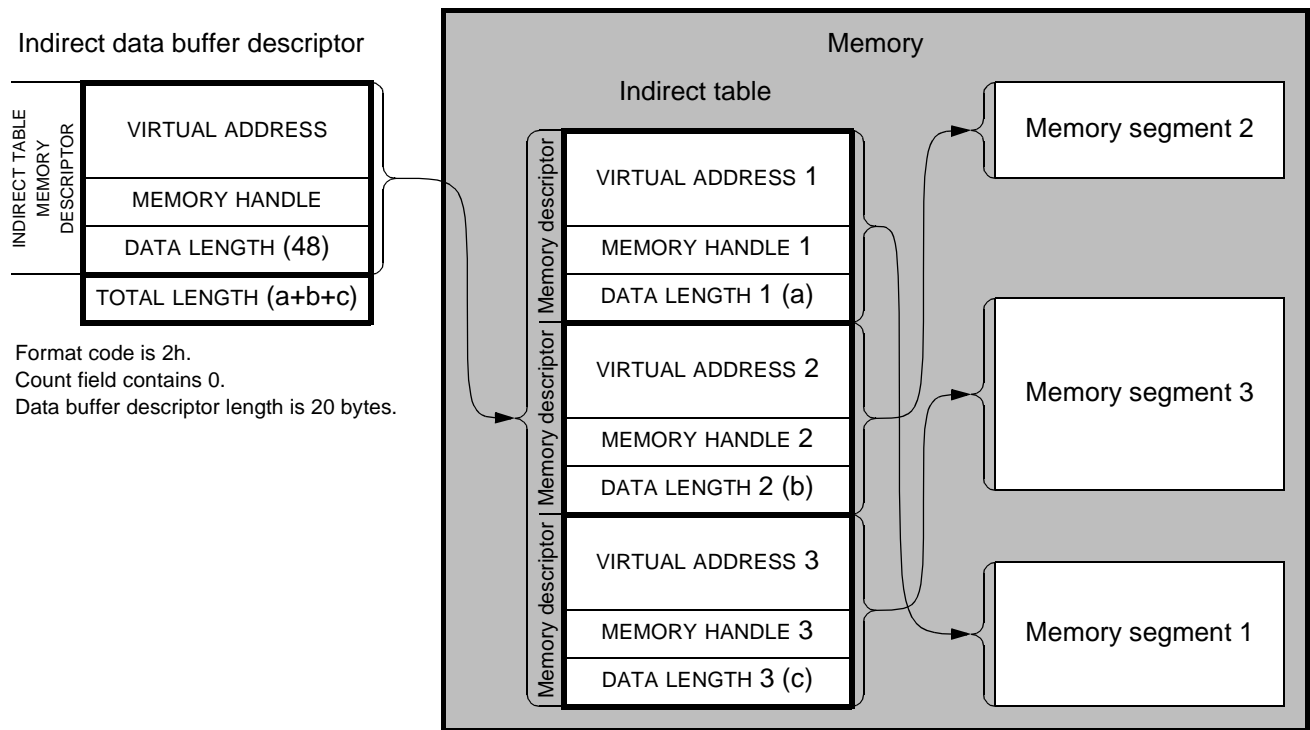 Indirect data buffer descriptor
INDIRECT TABLE
MEMORY
DESCRIPTOR
VIRTUAL ADDRESS
MEMORY HANDLE
DATA LENGTH (48)
TOTAL LENGTH (a+b+c)
Format code is 2h.
Count field contains 0.
Data buffer descriptor length is 20 bytes.
Memory
Indirect table
Memory descriptor
VIRTUAL ADDRESS 1
MEMORY HANDLE 1
DATA LENGTH 1 (a)
Memory descriptor
VIRTUAL ADDRESS 2
MEMORY HANDLE 2
DATA LENGTH 2 (b)
Memory descriptor
VIRTUAL ADDRESS 3
MEMORY HANDLE 3
DATA LENGTH 3 (c)
Memory segment 2
Memory segment 3
Memory segment 1